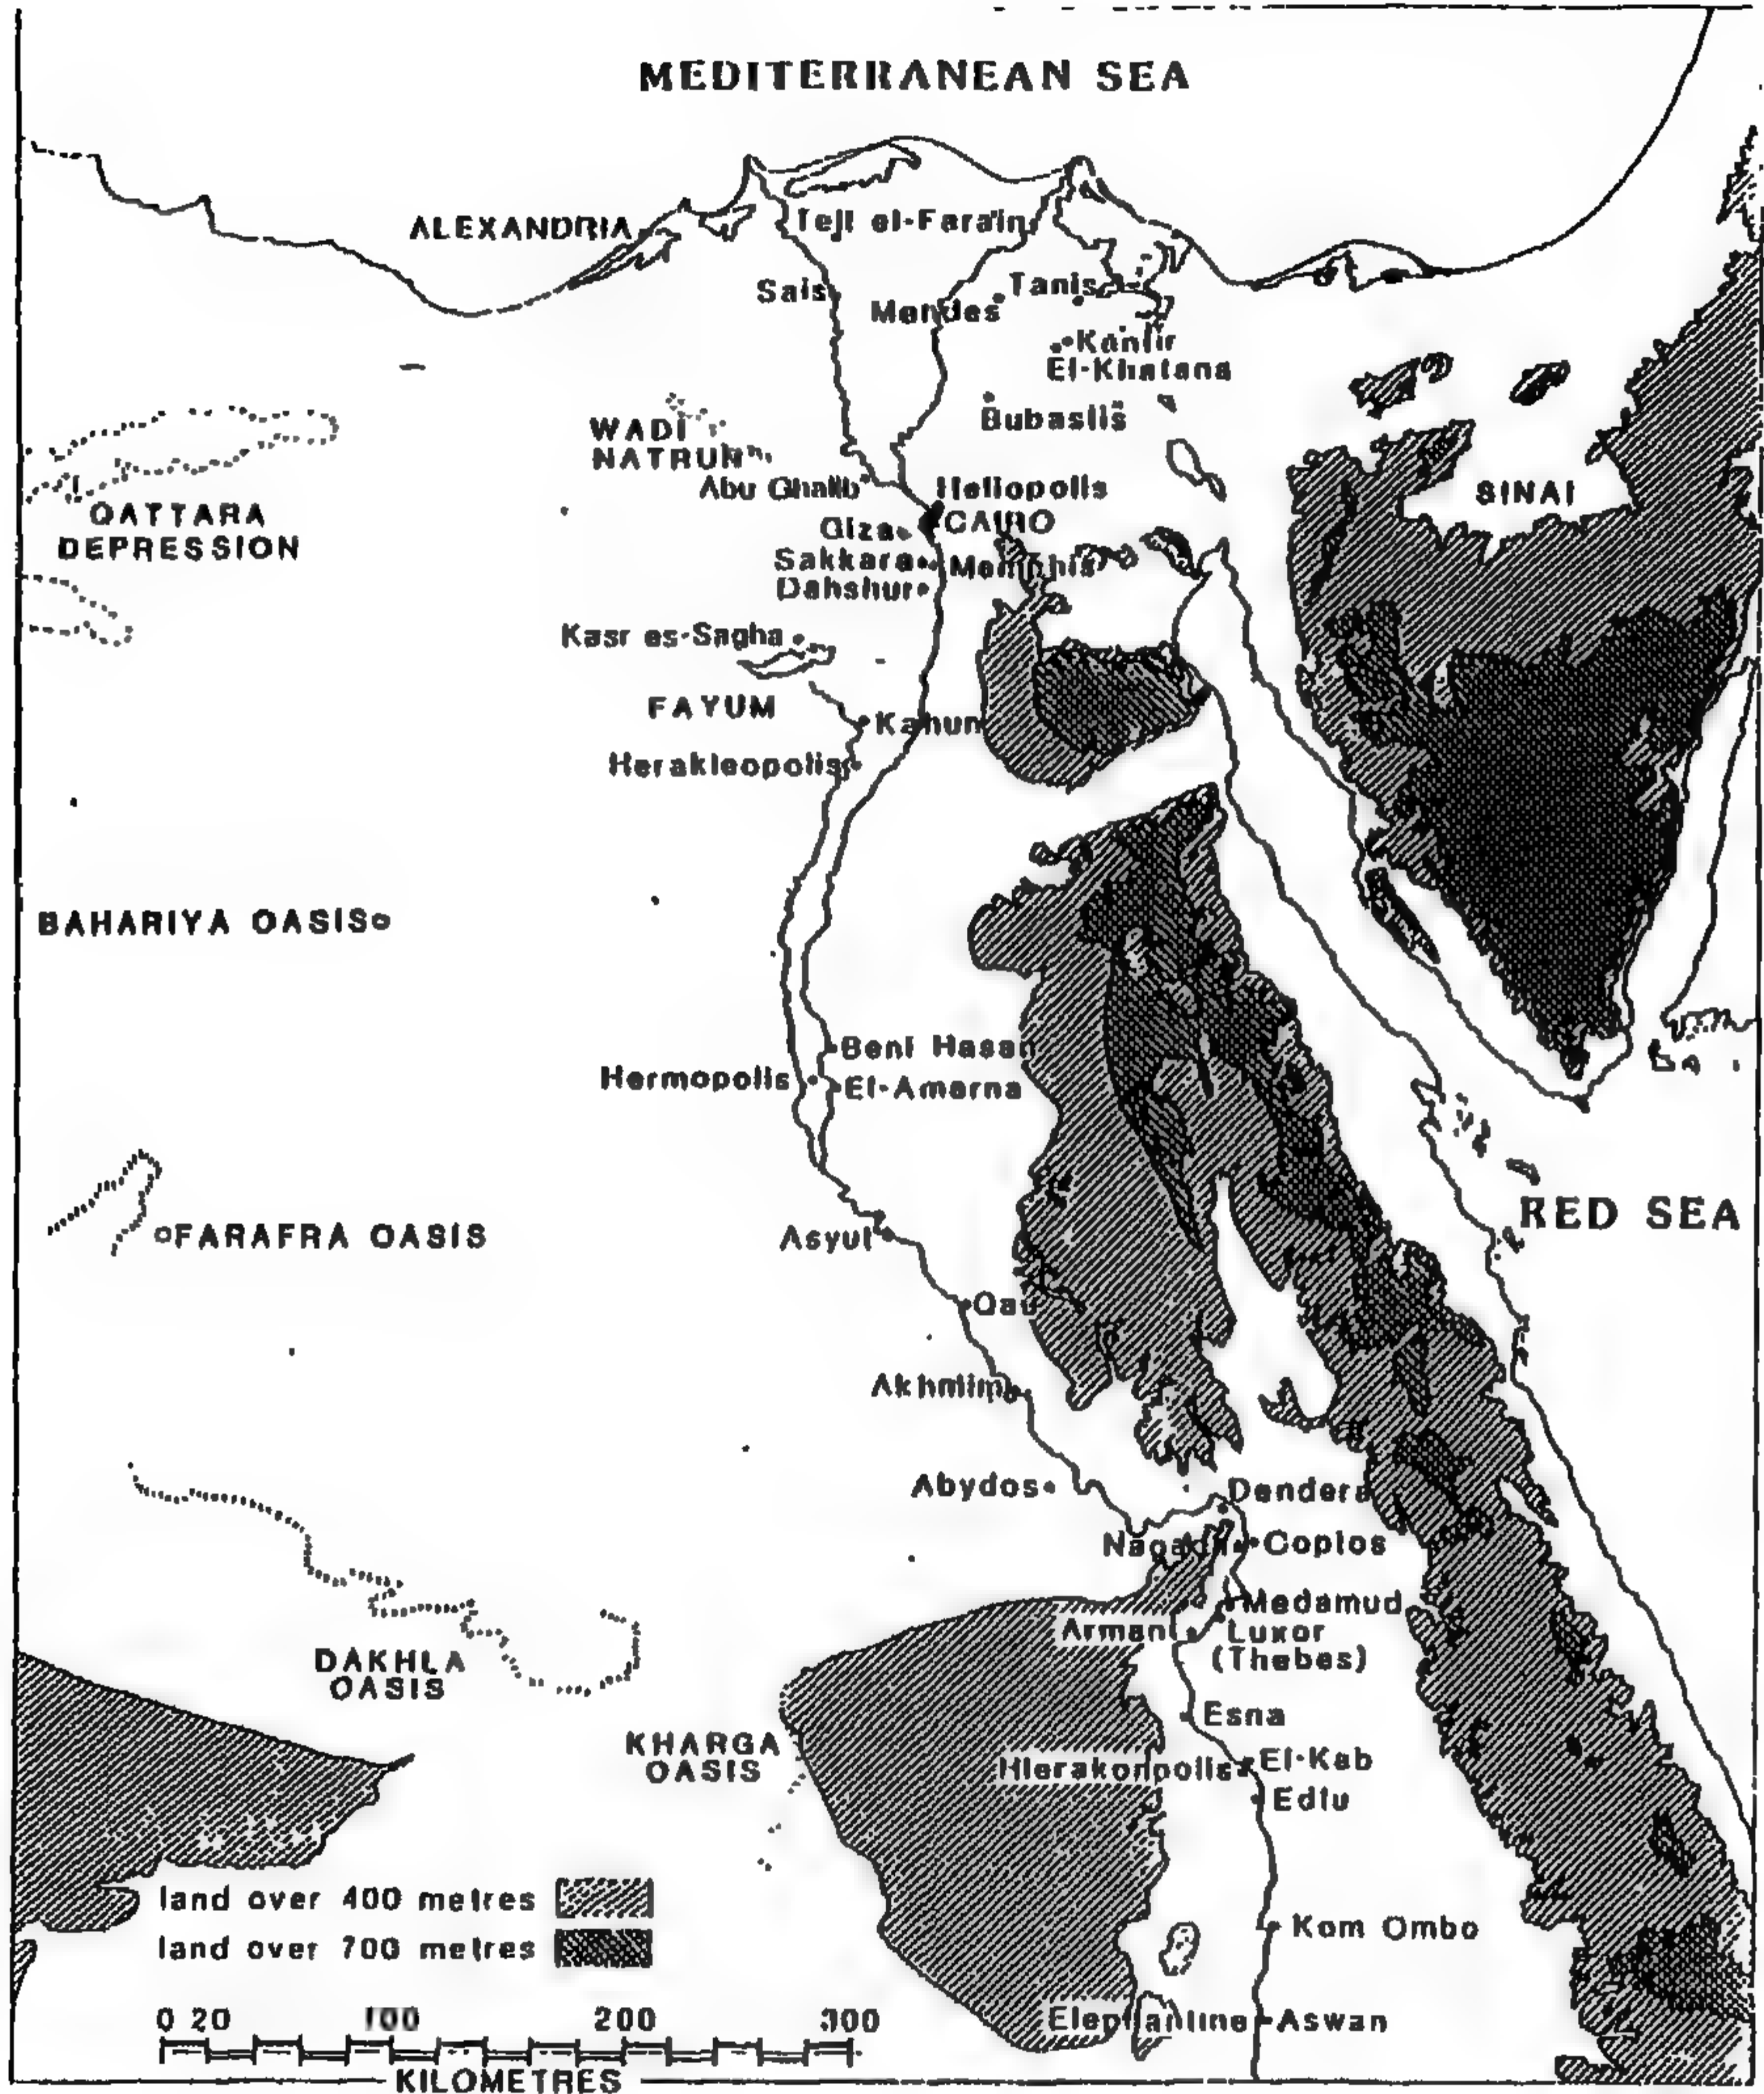 MEDITERRANEAN SEA
ALEXANDRIA
Tell el-Fara'in
Sais
Mendes
Tanis
Kantir
El-Khatana
Bubastis
WADI
NATRUN
Abu Ghalib
Heliopolis
CAIRO
Giza
Sakkara
Memphis
Dahshur
QATTARA
DEPRESSION
SINAI
Kasr es-Sagha
FAYUM
Kahun
Herakleopolis
BAHARIYA OASIS
Beni Hasan
Hermopolis
El-Amarna
RED SEA
FARAFRA OASIS
Asyut
Qau
Akhmim
Abydos
Dendera
Nagada
Coptos
Medamud
Armant
Luxor
(Thebes)
DAKHLA
OASIS
Esna
KHARGA
OASIS
Hierakonpolis
El-Kab
Edfu
land over 400 metres
land over 700 metres
Kom Ombo
Elephantine
Aswan
0 20 100 200 300
KILOMETRES